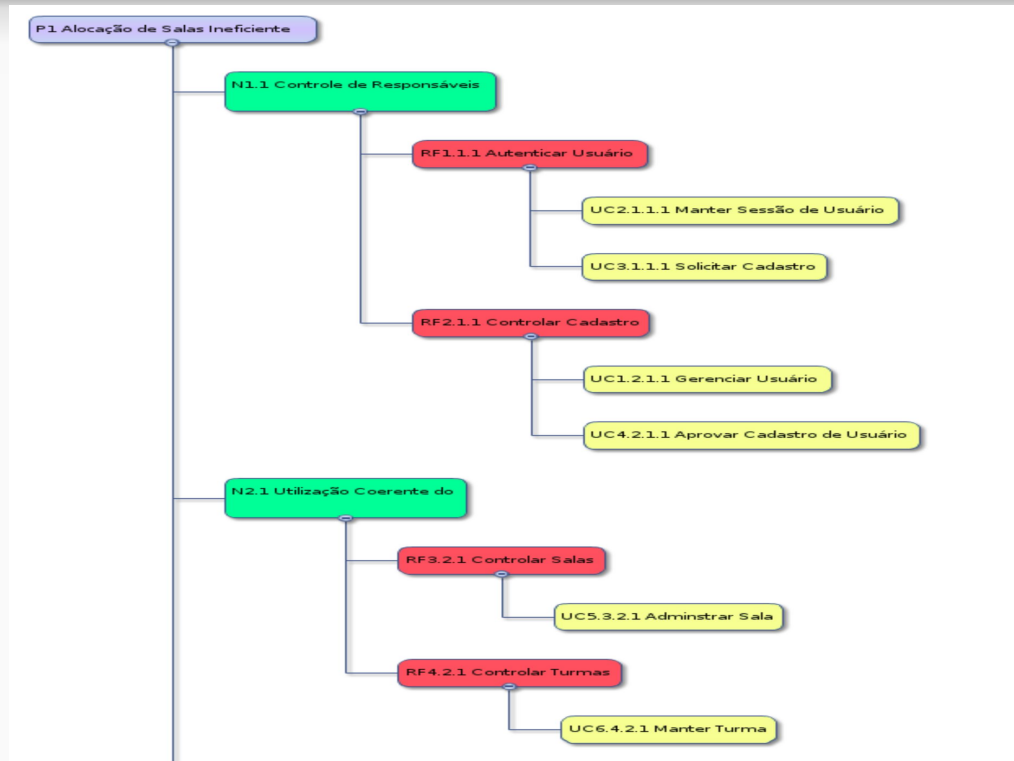 P1 Alocação de Salas Ineficiente
N1.1 Controle de Responsáveis
RF1.1.1 Autenticar Usuário
UC2.1.1.1 Manter Sessão de Usuário
UC3.1.1.1 Solicitar Cadastro
RF2.1.1 Controlar Cadastro
UC1.2.1.1 Gerenciar Usuário
UC4.2.1.1 Aprovar Cadastro de Usuário
N2.1 Utilização Coerente do
RF3.2.1 Controlar Salas
UC5.3.2.1 Adminstrar Sala
RF4.2.1 Controlar Turmas
UC6.4.2.1 Manter Turma